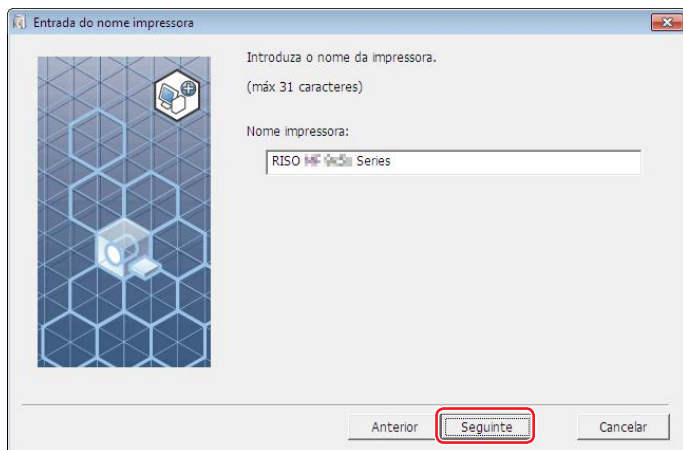 Entrada do nome impressora
Introduza o nome da impressora.
(máx 31 caracteres)
Nome impressora:
RISO Series
Anterior
Seguinte
Cancelar